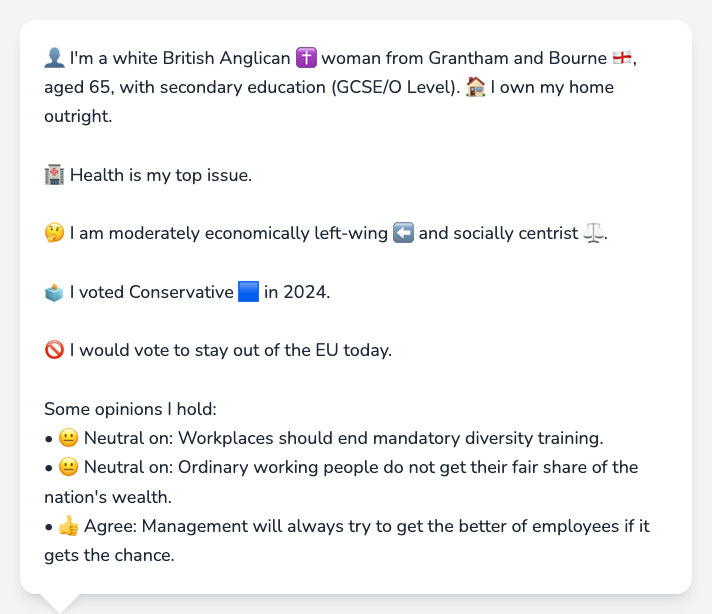 👤 I'm a white British Anglican ✝️ woman from Grantham and Bourne 🏴󠁧󠁢󠁥󠁮󠁧󠁿,
aged 65, with secondary education (GCSE/O Level). 🏠 I own my home
outright.
🏥 Health is my top issue.
🤔 I am moderately economically left-wing ⬅️ and socially centrist ⚖️.
🗳️ I voted Conservative 🟦 in 2024.
🚫 I would vote to stay out of the EU today.
Some opinions I hold:
• 😐 Neutral on: Workplaces should end mandatory diversity training.
• 😐 Neutral on: Ordinary working people do not get their fair share of the
nation's wealth.
• 👍 Agree: Management will always try to get the better of employees if it
gets the chance.